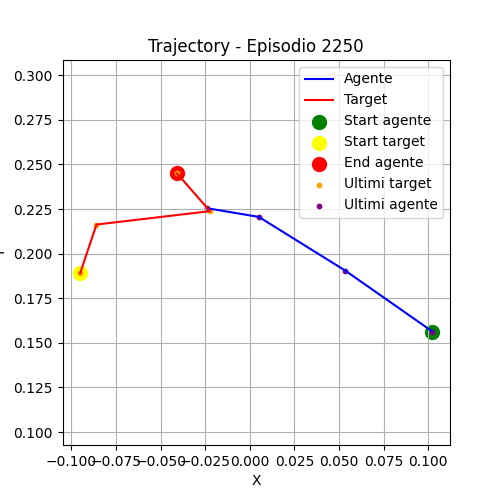 Trajectory - Episodio 2250
Agente
Target
Start agente
Start target
End agente
Ultimi target
Ultimi agente
0.300
0.275
0.250
0.225
0.200
0.175
0.150
0.125
0.100
−0.100 −0.075 −0.050 −0.025 0.000 0.025 0.050 0.075 0.100
X